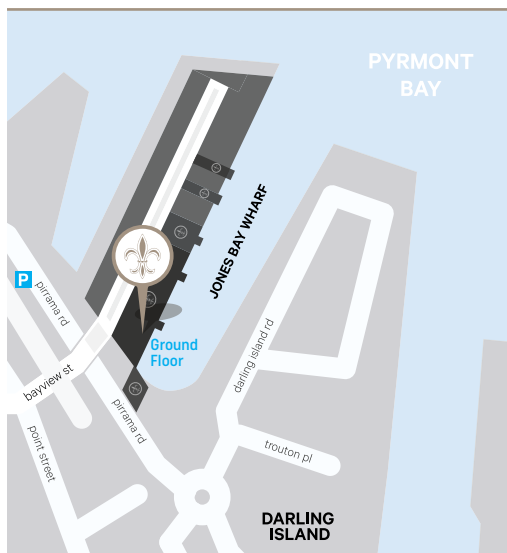 PYRMONT
BAY
JONES BAY WHARF
P
pirrama rd
Ground
Floor
darling island rd
bayview st
pirrama rd
point street
trouton pl
DARLING
ISLAND